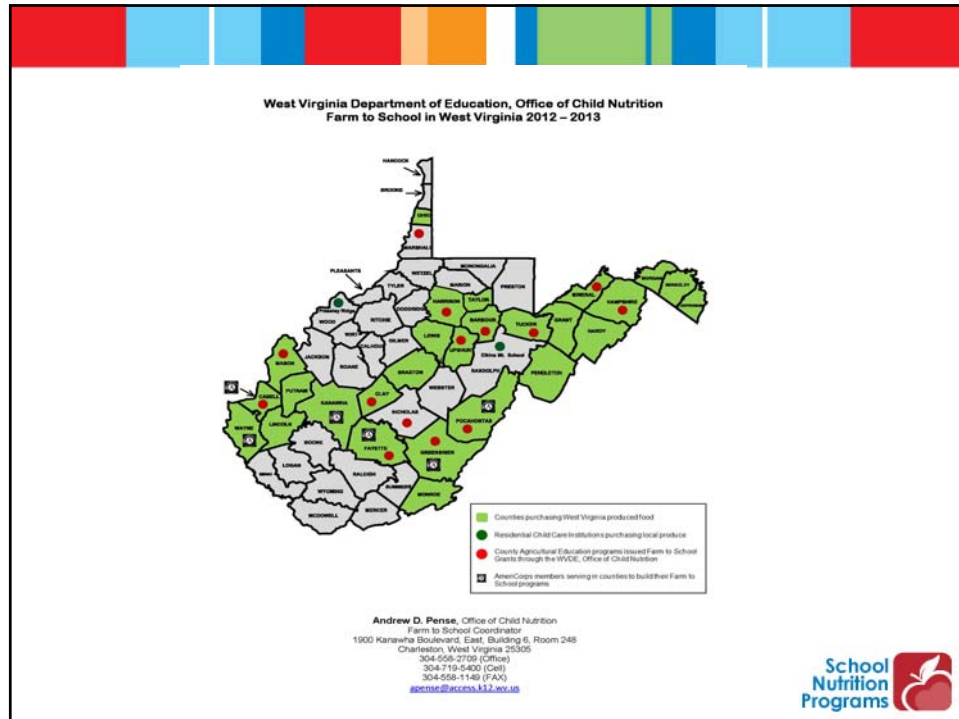 West Virginia Department of Education, Office of Child Nutrition
Farm to School in West Virginia 2012 – 2013
HANCOCK
BROOKE
OHIO
MARSHALL
PLEASANTS
WETZEL
MONONGALIA
MARION
PRESTON
TYLER
MORGAN
BERKELEY
JEFFERSON
MINERAL
HAMPSHIRE
Pressley Ridge
WOOD
RITCHIE
DODDRIDGE
HARRISON
TAYLOR
BARBOUR
TUCKER
GRANT
HARDY
WIRT
CALHOUN
GILMER
LEWIS
UPSHUR
Elkins Mt. School
RANDOLPH
PENDLETON
JACKSON
ROANE
BRAXTON
WEBSTER
MASON
PUTNAM
CABELL
KANAWHA
CLAY
NICHOLAS
POCAHONTAS
WAYNE
LINCOLN
BOONE
FAYETTE
GREENBRIER
LOGAN
RALEIGH
SUMMERS
MONROE
WYOMING
MERCER
MCDOWELL
Counties purchasing West Virginia produced food
Residential Child Care Institutions purchasing local produce
County Agricultural Education programs issued Farm to School
Grants through the WVDE, Office of Child Nutrition
AmeriCorps members serving in counties to build their Farm to
School programs
Andrew D. Pense, Office of Child Nutrition
Farm to School Coordinator
1900 Kanawha Boulevard, East, Building 6, Room 248
Charleston, West Virginia 25305
304-558-2709 (Office)
304-719-5400 (Cell)
304-558-1149 (FAX)
apense@access.k12.wv.us
School
Nutrition
Programs